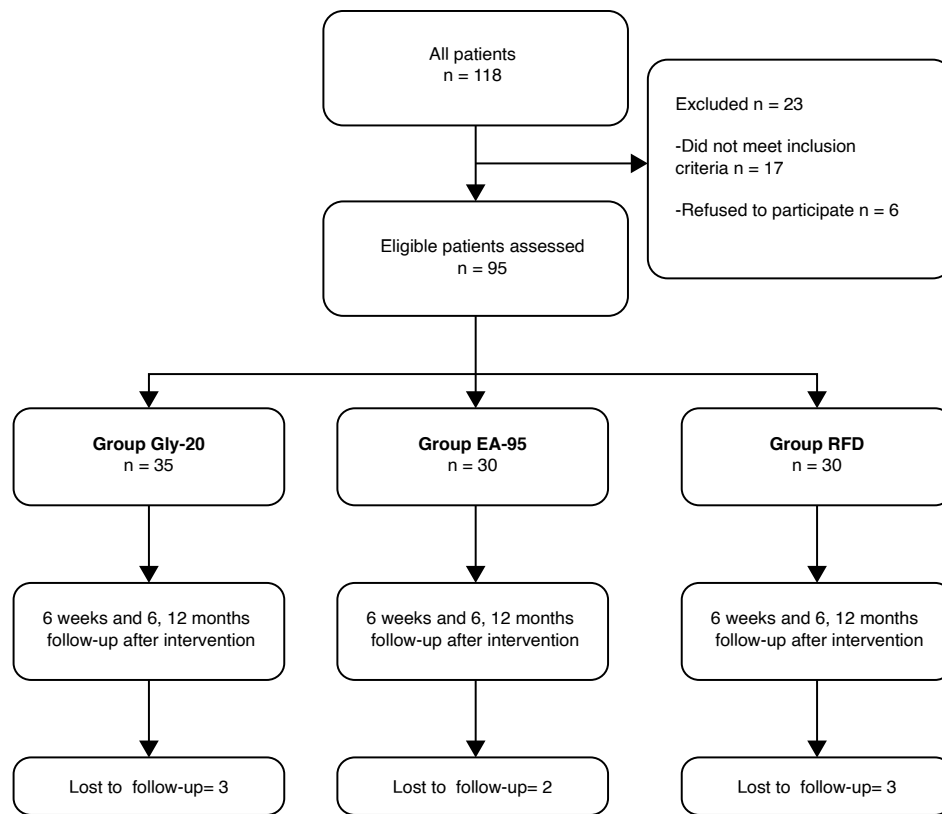 All patients
n = 118
Excluded n = 23
-Did not meet inclusion
criteria n = 17
-Refused to participate n = 6
Eligible patients assessed
n = 95
Group Gly-20
n = 35
Group EA-95
n = 30
Group RFD
n = 30
6 weeks and 6, 12 months
follow-up after intervention
6 weeks and 6, 12 months
follow-up after intervention
6 weeks and 6, 12 months
follow-up after intervention
Lost to follow-up= 3
Lost to follow-up= 2
Lost to follow-up= 3